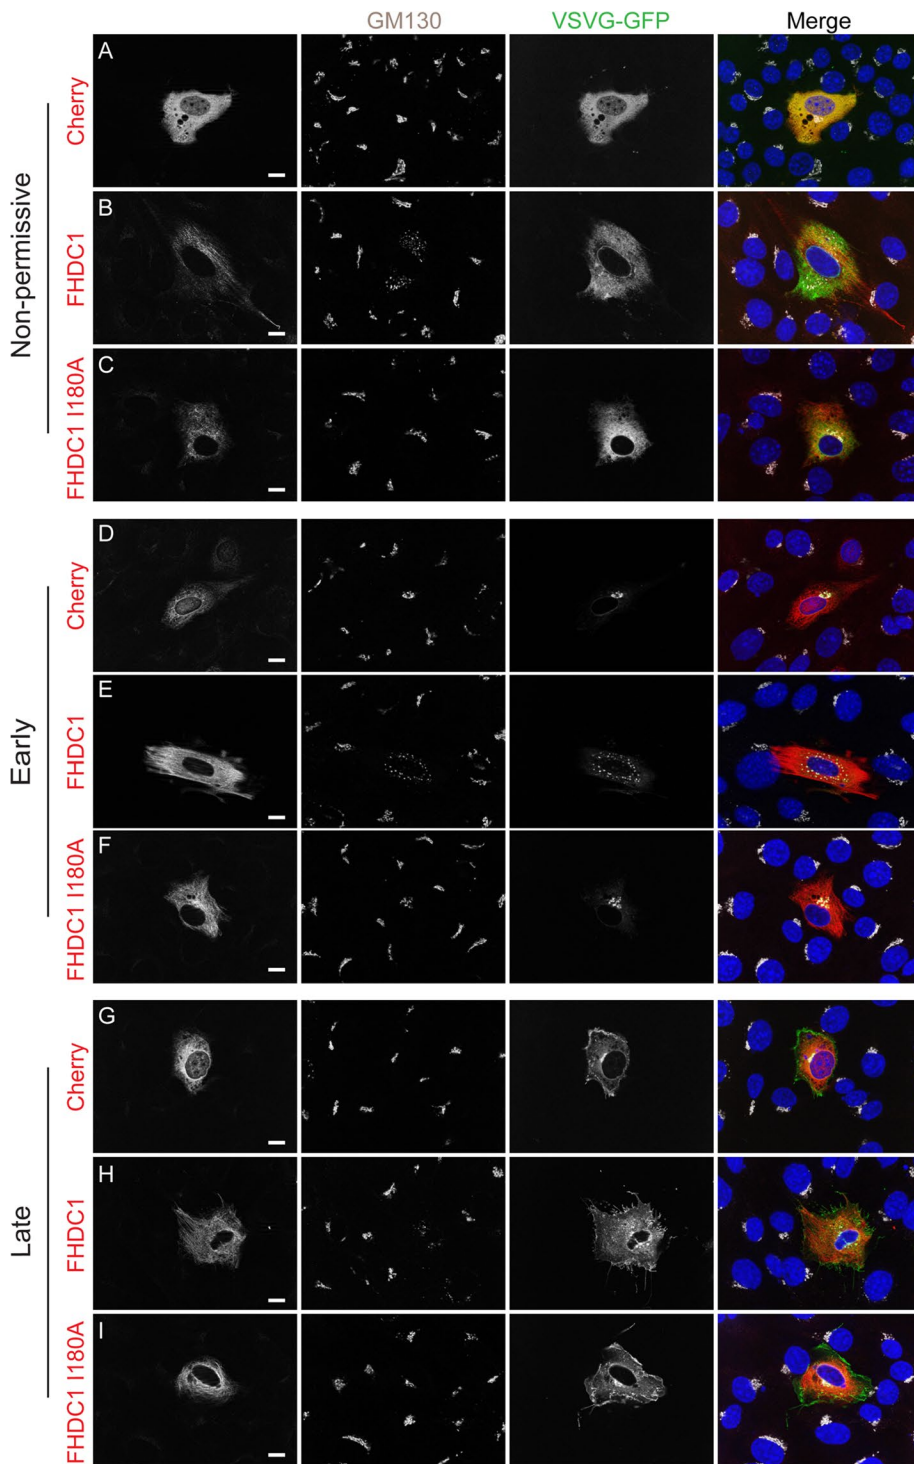 GM130 VSVG-GFP Merge
Non-permissive
Cherry
A
FHDC1
B
FHDC1 I180A
C
Early
Cherry
D
FHDC1
E
FHDC1 I180A
F
Late
Cherry
G
FHDC1
H
FHDC1 I180A
I